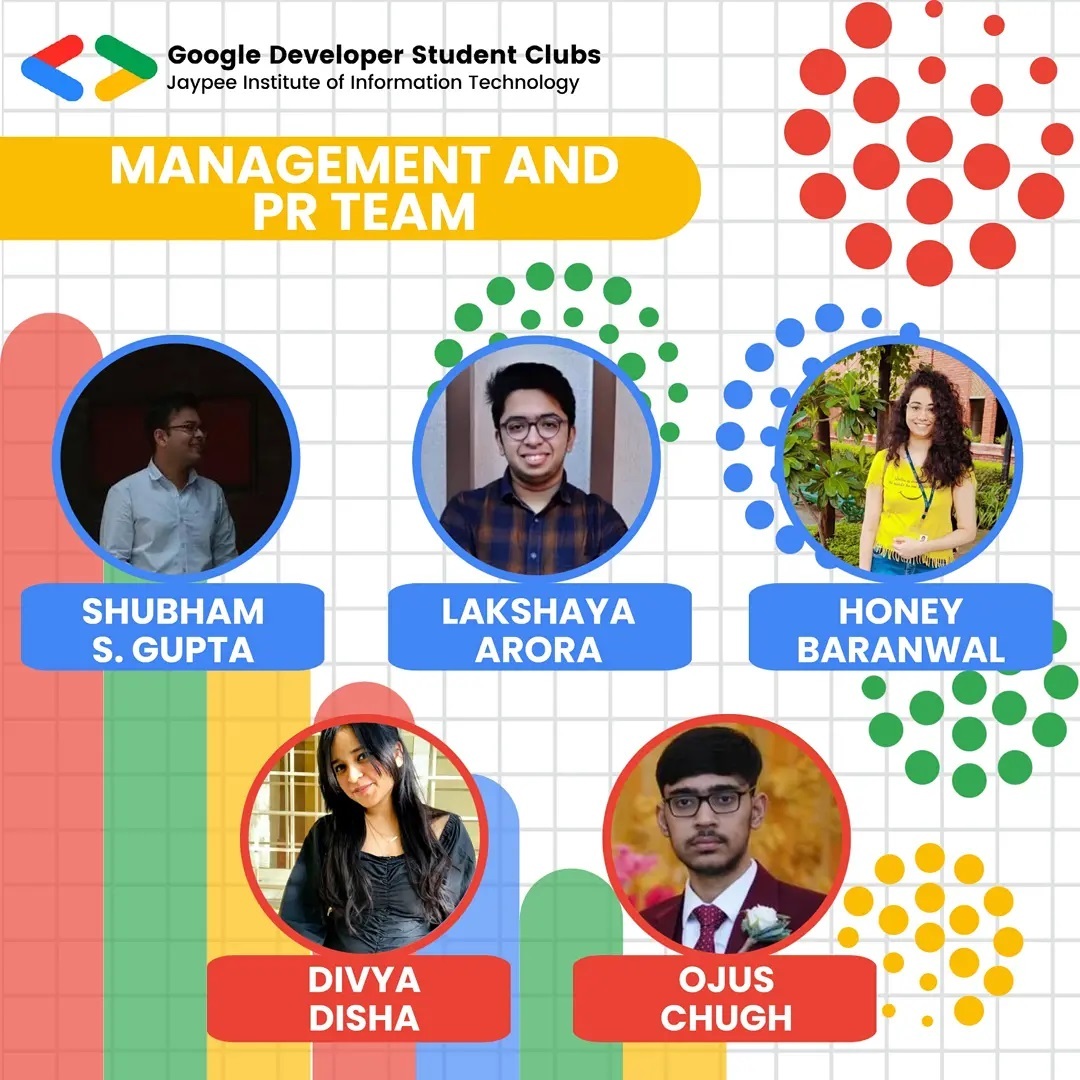 Google Developer Student Clubs
Jaypee Institute of Information Technology
MANAGEMENT AND
PR TEAM
SHUBHAM
S. GUPTA
LAKSHAYA
ARORA
HONEY
BARANWAL
DIVYA
DISHA
OJUS
CHUGH